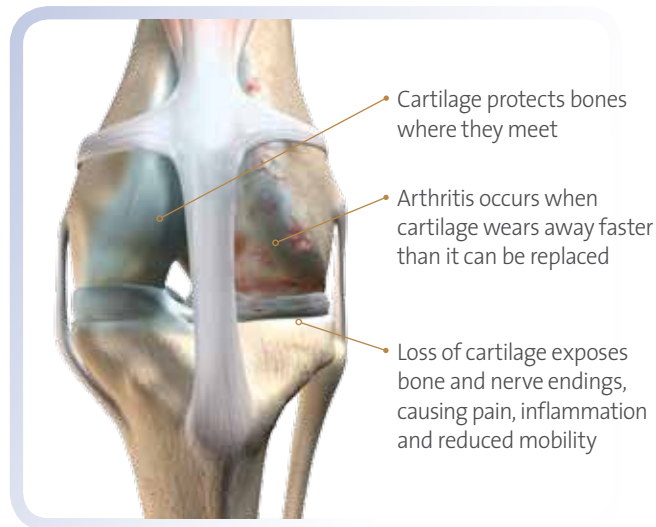 Cartilage protects bones
where they meet
Arthritis occurs when
cartilage wears away faster
than it can be replaced
Loss of cartilage exposes
bone and nerve endings,
causing pain, inflammation
and reduced mobility